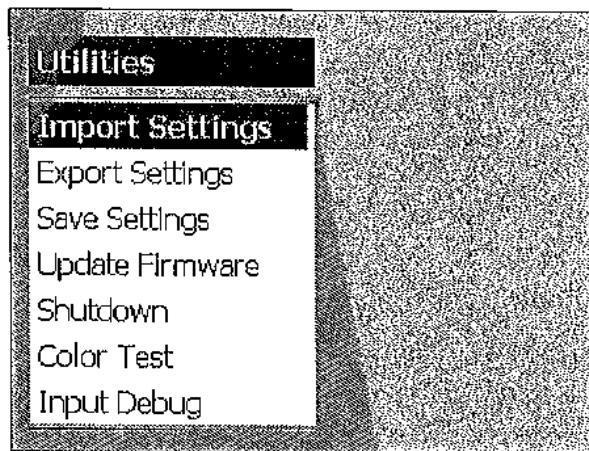 Utilities
Import Settings
Export Settings
Save Settings
Update Firmware
Shutdown
Color Test
Input Debug